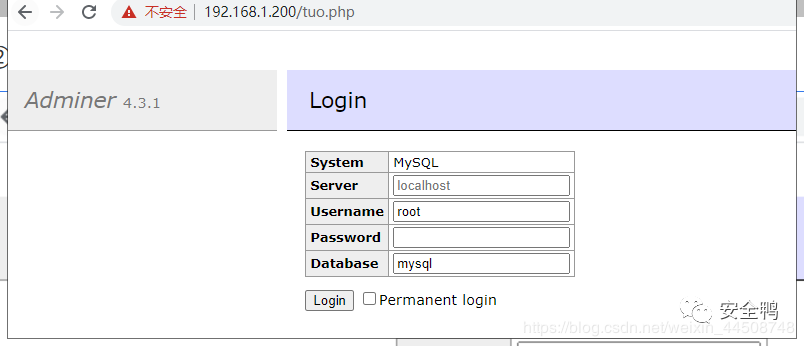 不安全 | 192.168.1.200/tuo.php
②
Adminer 4.3.1
Login
System MySQL
Server localhost
Username root
Password
Database mysql
Login Permanent login
安全鸭
https://blog.csdn.net/weixin_44508748